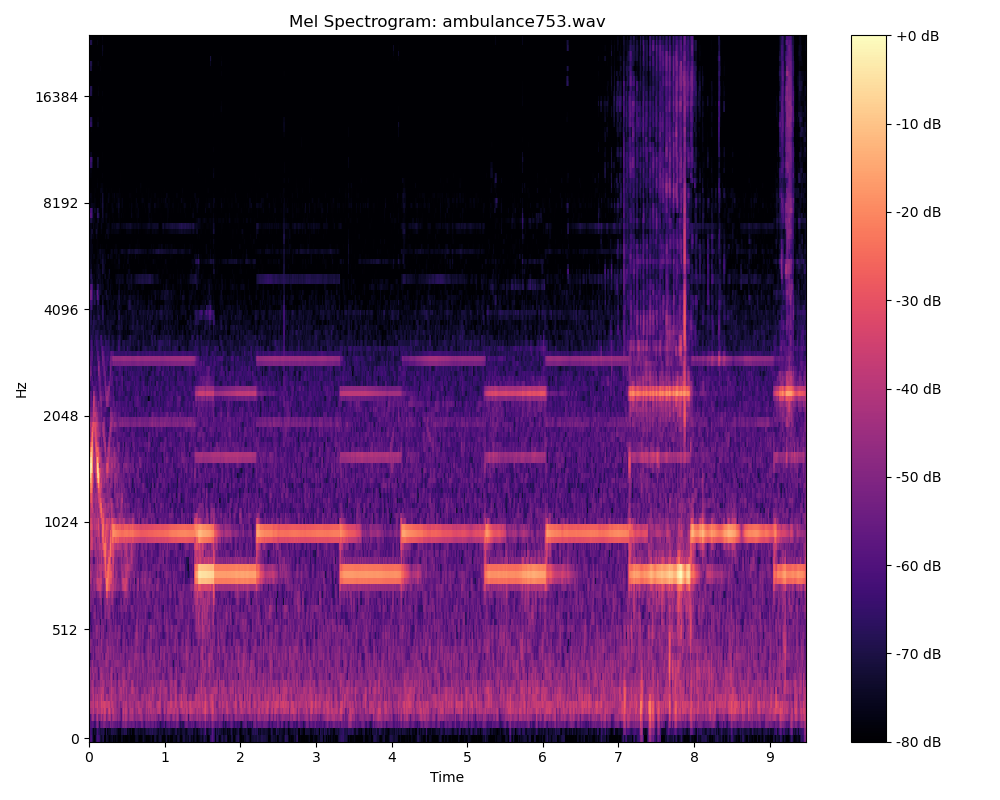 Mel Spectrogram: ambulance753.wav
+0 dB
16384
-10 dB
-20 dB
8192
-30 dB
4096
Hz
-40 dB
2048
-50 dB
1024
-60 dB
512
-70 dB
0
-80 dB
0 1 2 3 4 5 6 7 8 9
Time